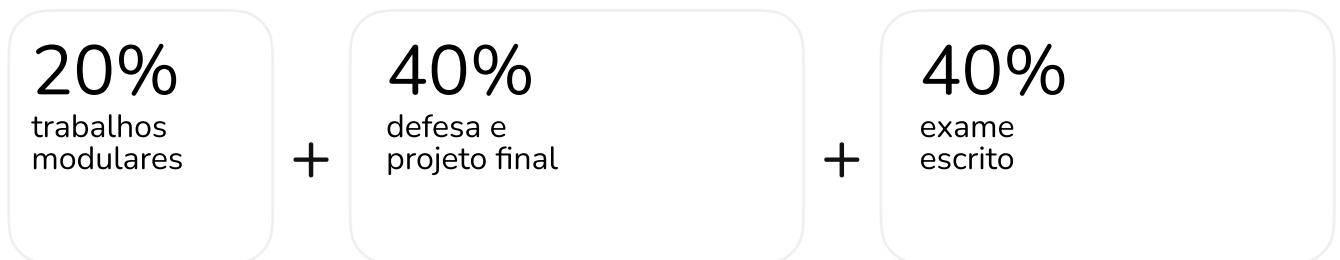 20%
trabalhos
modulares
+
40%
defesa e
projeto final
+
40%
exame
escrito